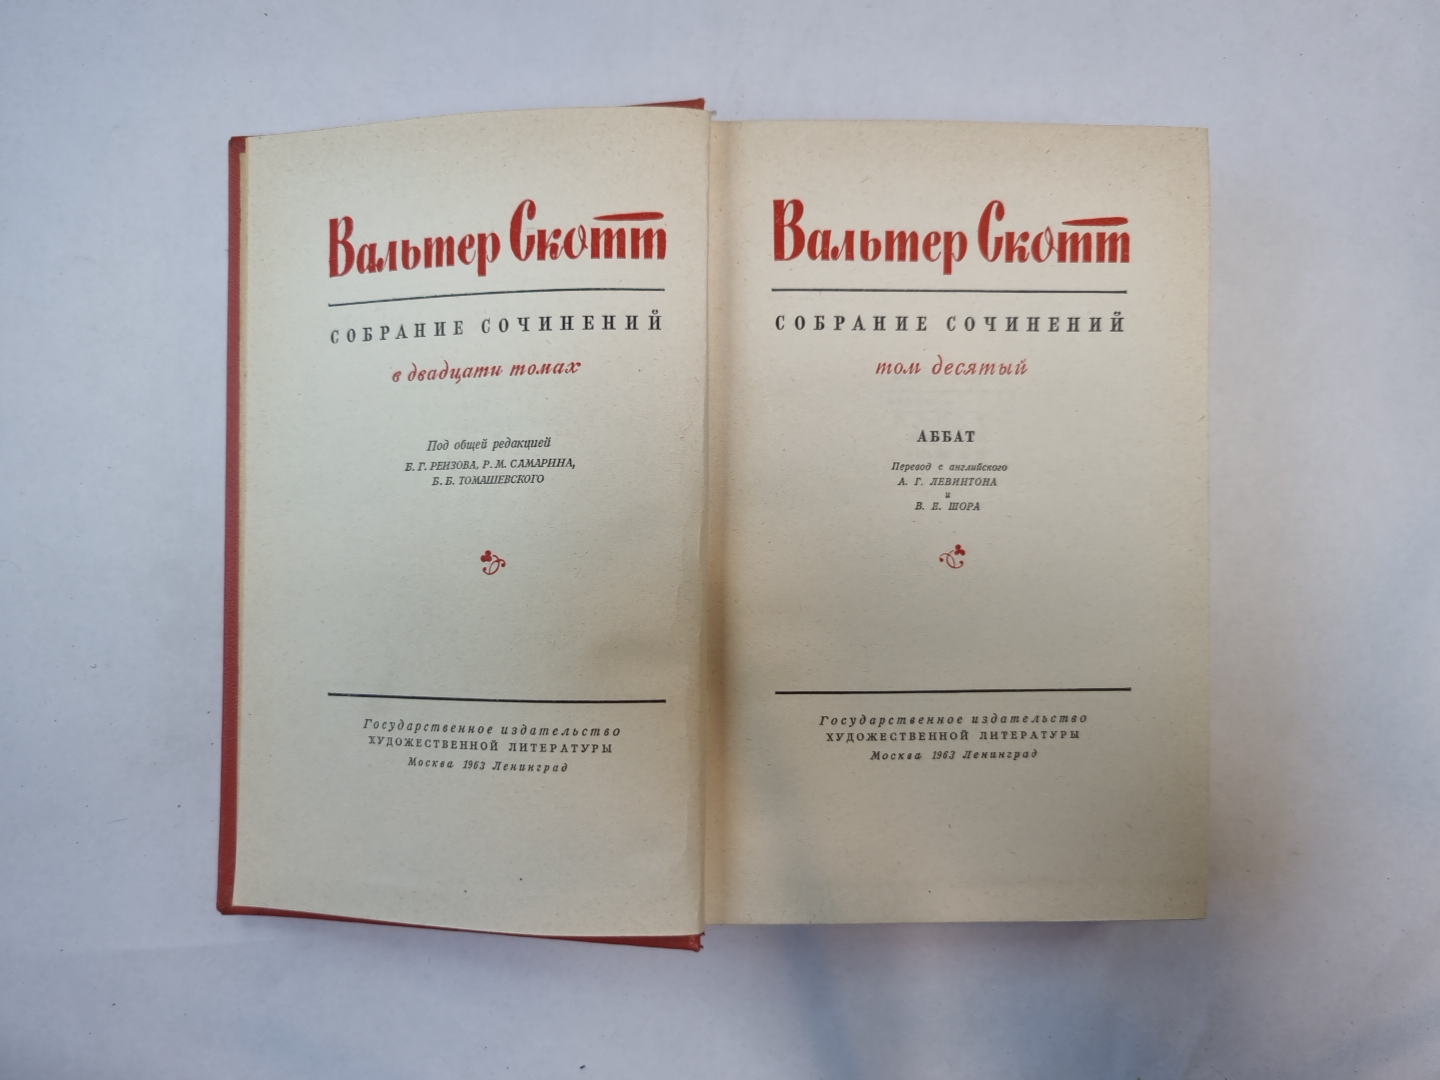 Вальтер Скотт
СОБРАНИЕ СОЧИНЕНИЙ
в двадцати томах
Под общей редакцией
Б. Г. РЕИЗОВА, Р. М. САМАРИНА,
Б. Б. ТОМАШЕВСКОГО
Государственное издательство
ХУДОЖЕСТВЕННОЙ ЛИТЕРАТУРЫ
Москва 1963 Ленинград
Вальтер Скотт
СОБРАНИЕ СОЧИНЕНИЙ
том десятый
АББАТ
Перевод с английского
А. Г. ЛЕВИНТОНА
и
В. Е. ШОРА
Государственное издательство
ХУДОЖЕСТВЕННОЙ ЛИТЕРАТУРЫ
Москва 1963 Ленинград